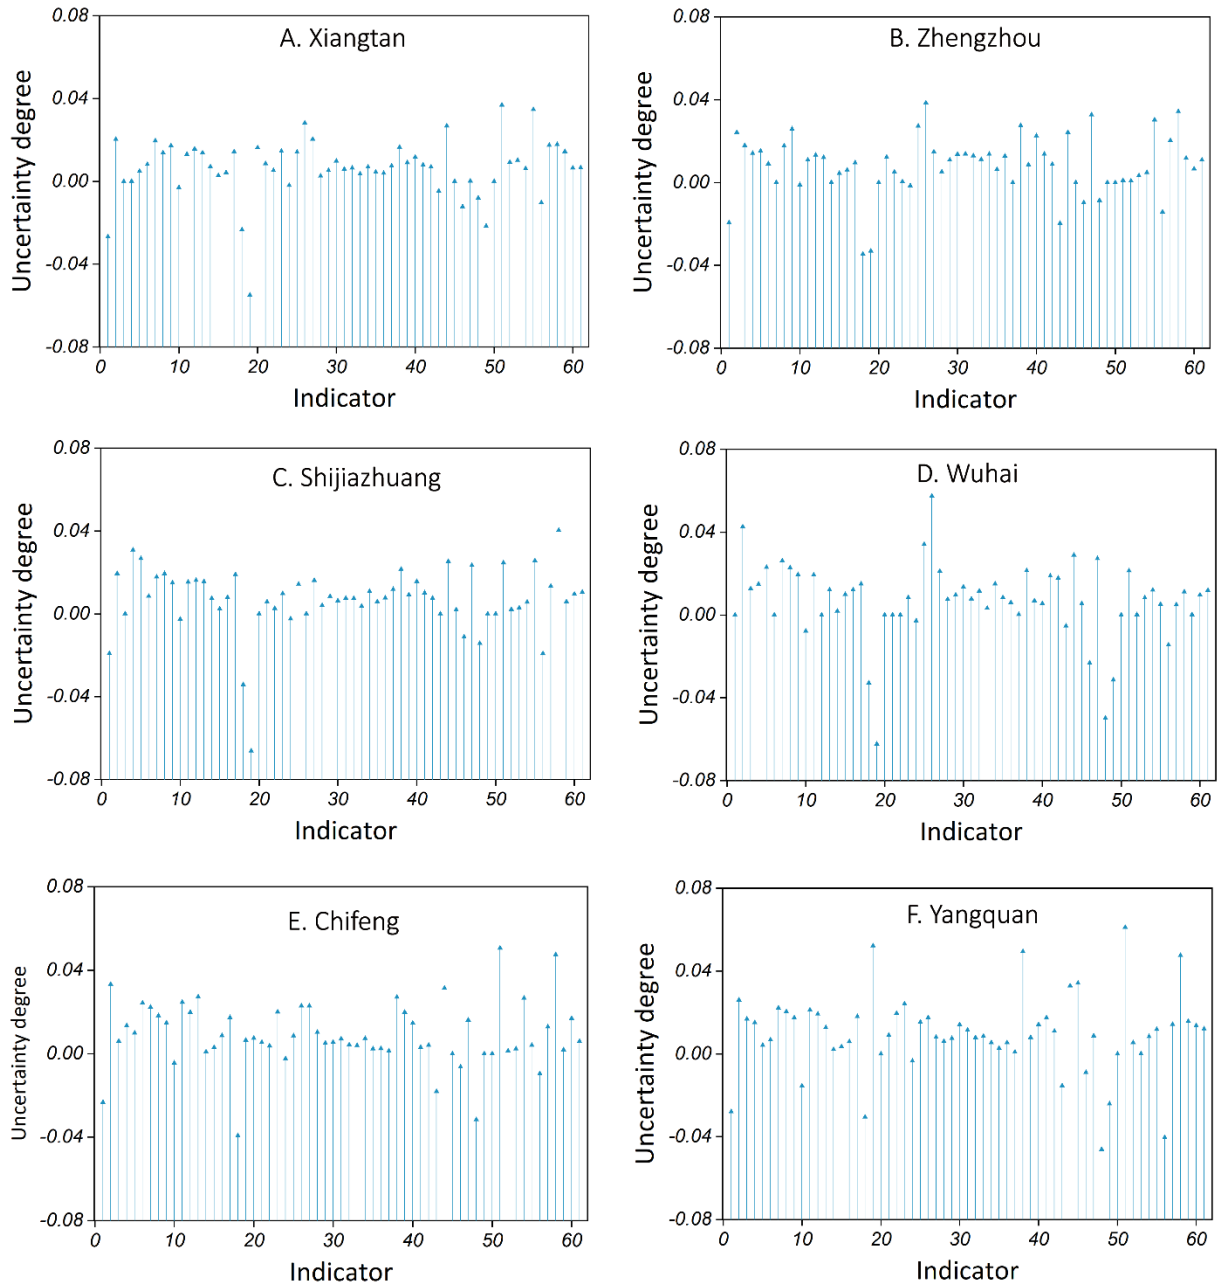 A. Xiangtan
Uncertainty degree
0.08
0.04
0.00
-0.04
-0.08
0 10 20 30 40 50 60
Indicator
B. Zhengzhou
Uncertainty degree
0.08
0.04
0.00
-0.04
-0.08
0 10 20 30 40 50 60
Indicator
C. Shijiazhuang
Uncertainty degree
0.08
0.04
0.00
-0.04
-0.08
0 10 20 30 40 50 60
Indicator
D. Wuhai
Uncertainty degree
0.08
0.04
0.00
-0.04
-0.08
0 10 20 30 40 50 60
Indicator
E. Chifeng
Uncertainty degree
0.08
0.04
0.00
-0.04
-0.08
0 10 20 30 40 50 60
Indicator
F. Yangquan
Uncertainty degree
0.08
0.04
0.00
-0.04
-0.08
0 10 20 30 40 50 60
Indicator